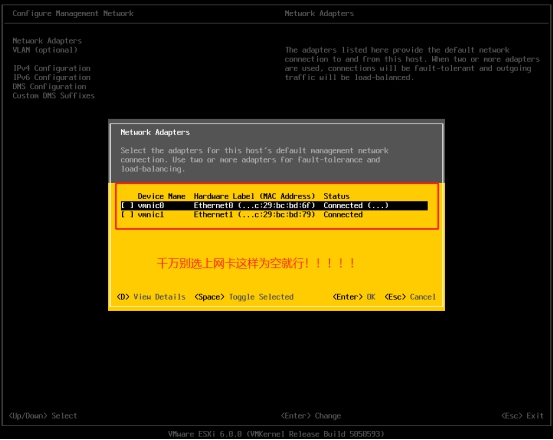 Configure Management Network
Network Adapters
Network Adapters
VLAN (optional)
IPv4 Configuration
IPv6 Configuration
DNS Configuration
Custom DNS Suffixes
The adapters listed here provide the default network
connection to and from this host. When two or more adapters
are used, connections will be fault-tolerant and outgoing
traffic will be load-balanced.
Network Adapters
Select the adapters for this host's default management network
connection. Use two or more adapters for fault-tolerance and
load-balancing.
Device Name Hardware Label (MAC Address) Status
[ ] vmnic0 Ethernet0 (...c:29:bc:bd:6f) Connected (...)
[ ] vmnic1 Ethernet1 (...c:29:bc:bd:79) Connected
千万别选上网卡这样为空就行！！！！！
<D> View Details <Space> Toggle Selected <Enter> OK <Esc> Cancel
<Up/Down> Select <Enter> Change <Esc> Exit
VMware ESXi 6.0.0 (VMKernel Release Build 5050593)